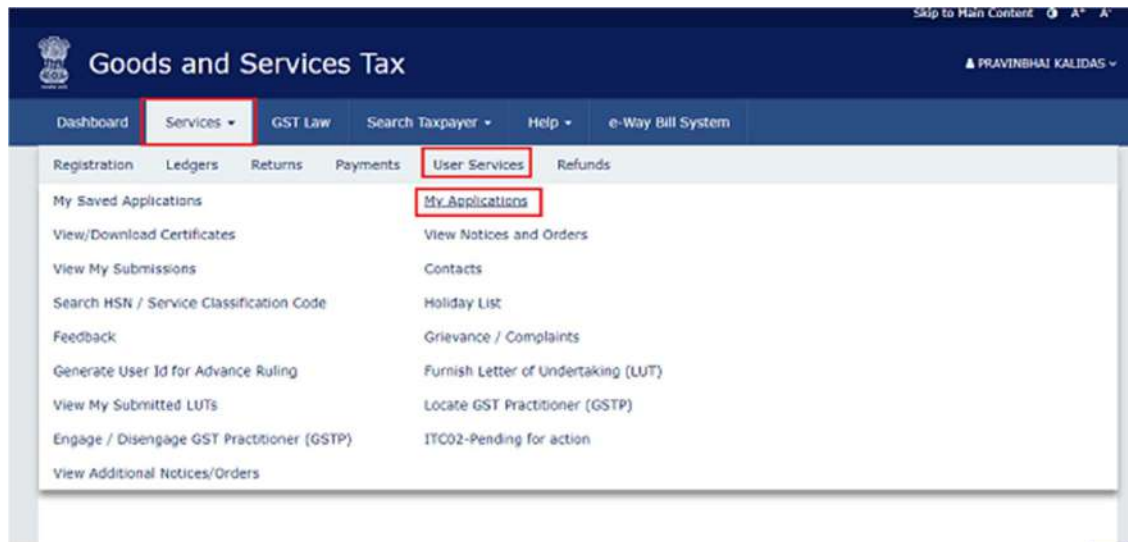 Skip to Main Content A+ A-
Goods and Services Tax
PRAVINBHAI KALIDAS
Dashboard Services GST Law Search Taxpayer Help e-Way Bill System
Registration Ledgers Returns Payments User Services Refunds
My Saved Applications My Applications
View/Download Certificates View Notices and Orders
View My Submissions Contacts
Search HSN / Service Classification Code Holiday List
Feedback Grievance / Complaints
Generate User Id for Advance Ruling Furnish Letter of Undertaking (LUT)
View My Submitted LUTs Locate GST Practitioner (GSTP)
Engage / Disengage GST Practitioner (GSTP) ITC02-Pending for action
View Additional Notices/Orders